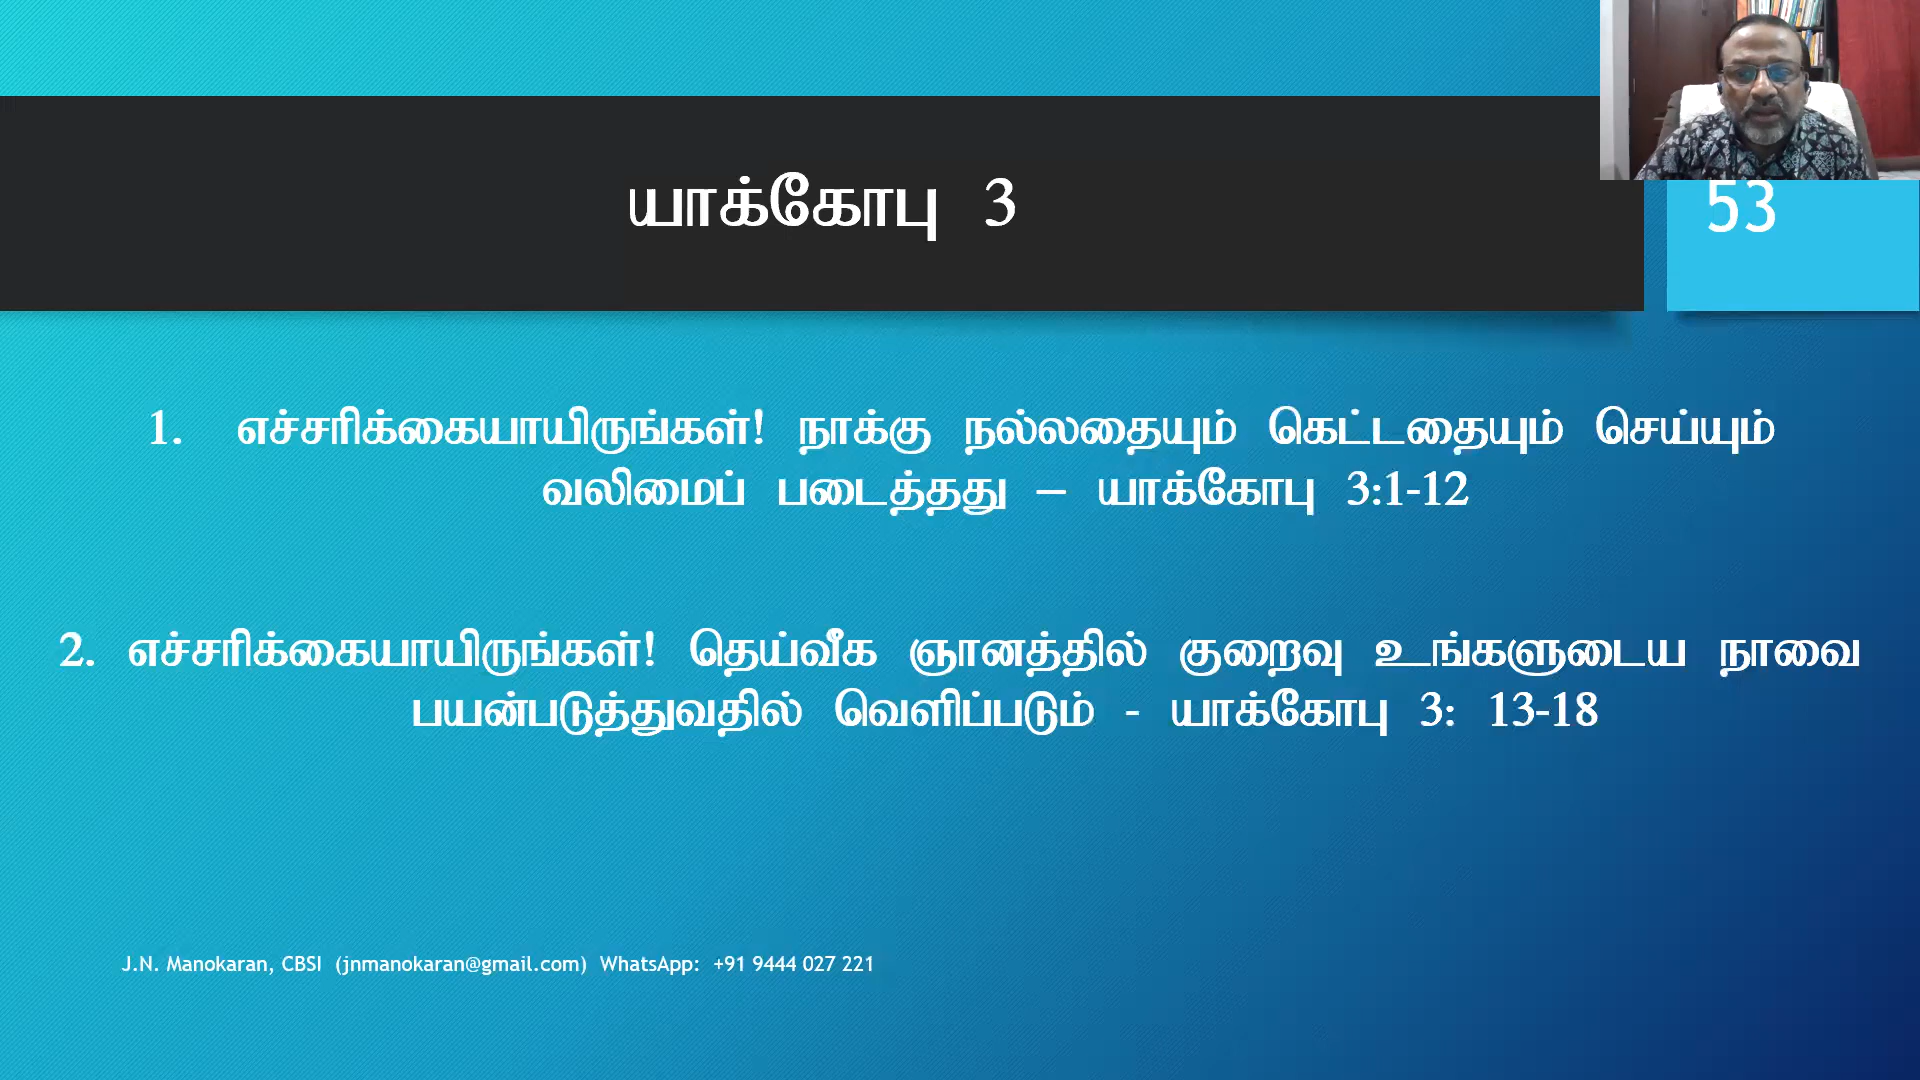 யாக்கோபு 3
53
1. எச்சரிக்கையாயிருங்கள்! நாக்கு நல்லதையும் கெட்டதையும் செய்யும்
வலிமைப் படைத்தது – யாக்கோபு 3:1-12
2. எச்சரிக்கையாயிருங்கள்! தெய்வீக ஞானத்தில் குறைவு உங்களுடைய நாவை
பயன்படுத்துவதில் வெளிப்படும் - யாக்கோபு 3: 13-18
J.N. Manokaran, CBSI (jnmanokaran@gmail.com) WhatsApp: +91 9444 027 221